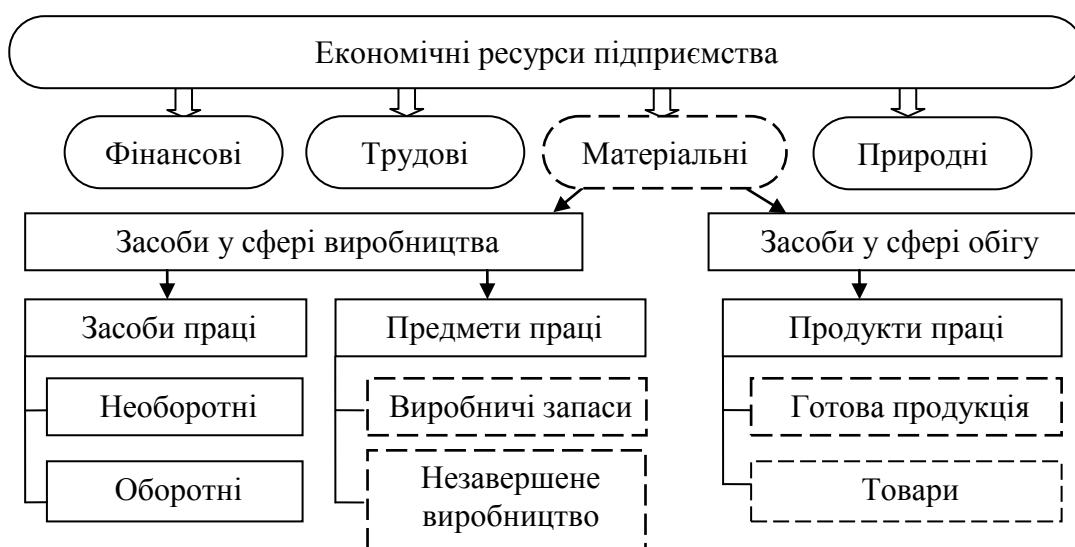 Економічні ресурси підприємства
Фінансові
Трудові
Матеріальні
Природні
Засоби у сфері виробництва
Засоби у сфері обігу
Засоби праці
Предмети праці
Продукти праці
Необоротні
Виробничі запаси
Готова продукція
Оборотні
Незавершене
виробництво
Товари